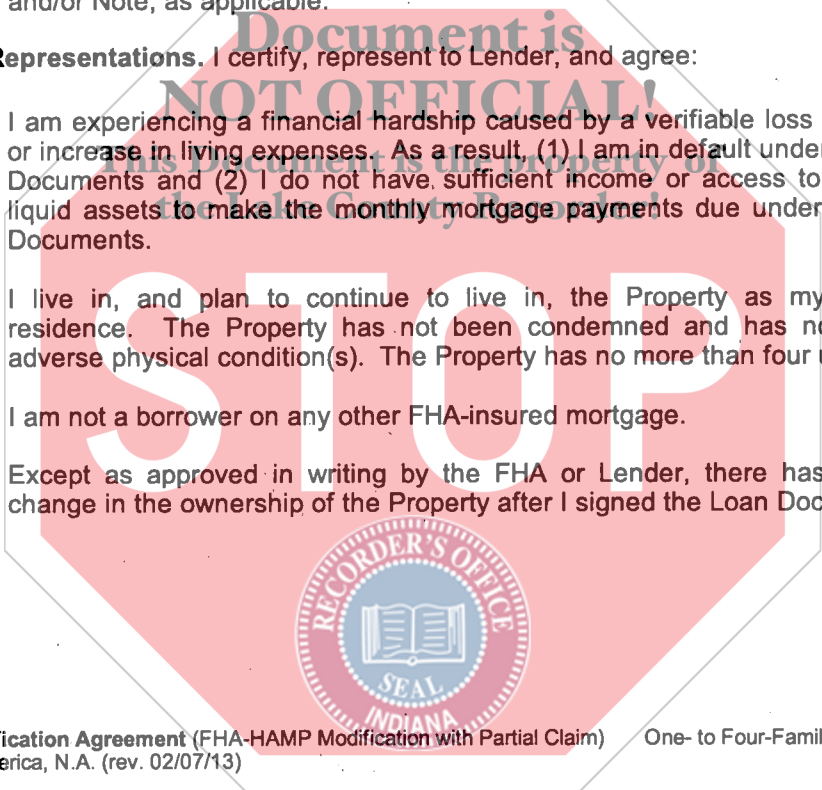 and/or Note, as applicable.
Document is
Representations. I certify, represent to Lender, and agree:
NOT OFFICIAL!
I am experiencing a financial hardship caused by a verifiable loss
or increase in living expenses. As a result, (1) I am in default under
This Document is the property of
Documents and (2) I do not have sufficient income or access to
the Lake County Recorder!
liquid assets to make the monthly mortgage payments due under
Documents.
I live in, and plan to continue to live in, the Property as my
residence. The Property has not been condemned and has no
adverse physical condition(s). The Property has no more than four u
STOP
I am not a borrower on any other FHA-insured mortgage.
Except as approved in writing by the FHA or Lender, there has
change in the ownership of the Property after I signed the Loan Doc
RECORDER'S OFFICE
SEAL
INDIANA
ication Agreement (FHA-HAMP Modification with Partial Claim) One- to Four-Famil
erica, N.A. (rev. 02/07/13)